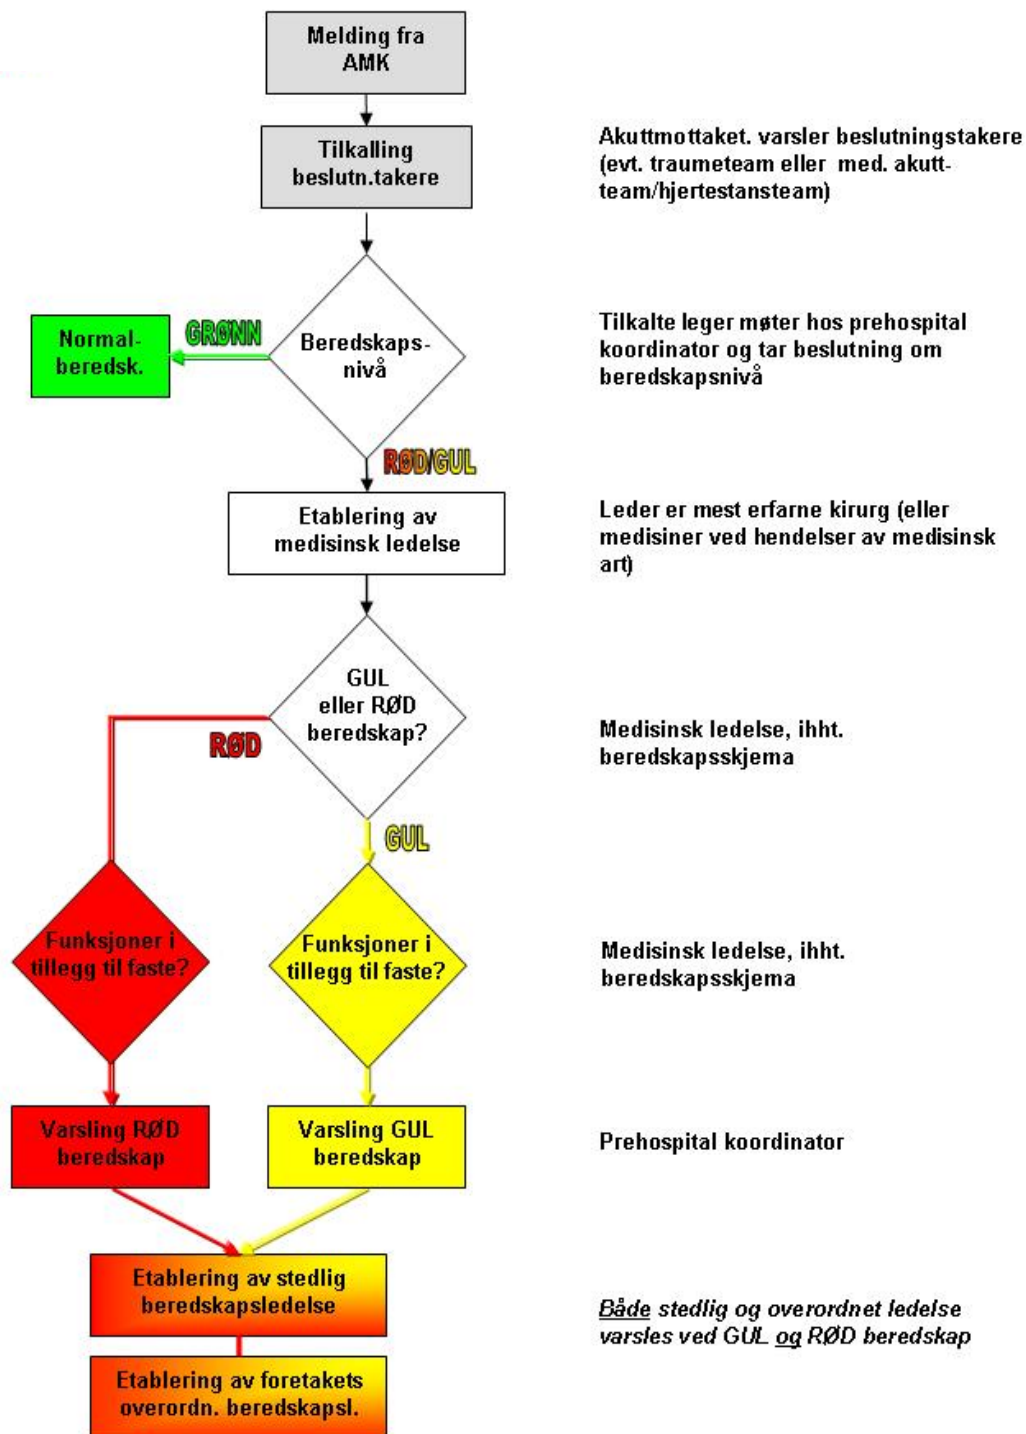 Melding fra
AMK
Tilkalling
beslutn.takere
Akuttmottaket. varsler beslutningstakere
(evt. traumeteam eller  med. akutt-
team/hjertestansteam)
Normal-
beredsk.
GRØNN
Beredskaps-
nivå
Tilkalte leger møter hos prehospital
koordinator og tar beslutning om
beredskapsnivå
RØD/GUL
Etablering av
medisinsk ledelse
Leder er mest erfarne kirurg (eller
medisiner ved hendelser av medisinsk
art)
GUL
eller RØD
beredskap?
RØD
Medisinsk ledelse, ihht.
beredskapsskjema
GUL
Funksjoner i
tillegg til faste?
Funksjoner i
tillegg til faste?
Medisinsk ledelse, ihht.
beredskapsskjema
Varsling RØD
beredskap
Varsling GUL
beredskap
Prehospital koordinator
Etablering av stedlig
beredskapsledelse
Både stedlig og overordnet ledelse
varsles ved GUL og RØD beredskap
Etablering av foretakets
overordn. beredskapsl.